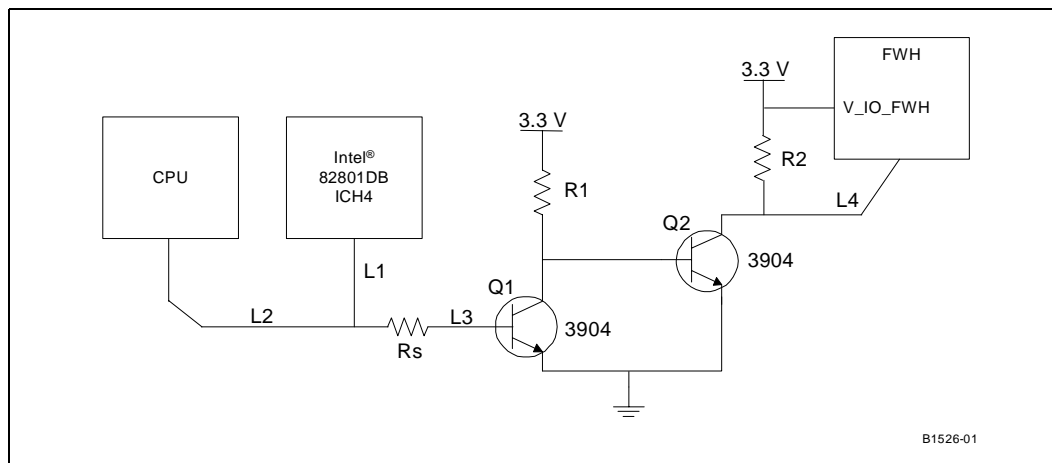 FWH
3.3 V
V_IO_FWH
3.3 V
CPU
Intel®
82801DB
ICH4
R1
R2
L4
Q2
3904
L1
Q1
L2
L3
3904
Rs
B1526-01